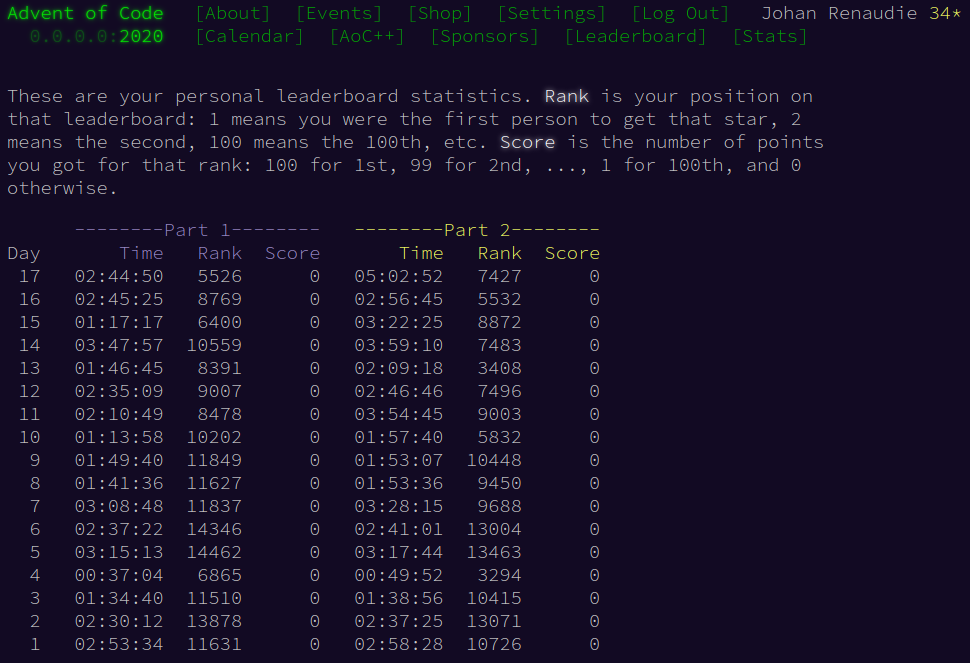 Advent of Code [About] [Events] [Shop] [Settings] [Log Out] Johan Renaudie 34*
0.0.0.0:2020 [Calendar] [AoC++] [Sponsors] [Leaderboard] [Stats]
These are your personal leaderboard statistics. Rank is your position on
that leaderboard: 1 means you were the first person to get that star, 2
means the second, 100 means the 100th, etc. Score is the number of points
you got for that rank: 100 for 1st, 99 for 2nd, ..., 1 for 100th, and 0
otherwise.
--------Part 1-------- --------Part 2--------
Day Time Rank Score Time Rank Score
17 02:44:50 5526 0 05:02:52 7427 0
16 02:45:25 8769 0 02:56:45 5532 0
15 01:17:17 6400 0 03:22:25 8872 0
14 03:47:57 10559 0 03:59:10 7483 0
13 01:46:45 8391 0 02:09:18 3408 0
12 02:35:09 9007 0 02:46:46 7496 0
11 02:10:49 8478 0 03:54:45 9003 0
10 01:13:58 10202 0 01:57:40 5832 0
9 01:49:40 11849 0 01:53:07 10448 0
8 01:41:36 11627 0 01:53:36 9450 0
7 03:08:48 11837 0 03:28:15 9688 0
6 02:37:22 14346 0 02:41:01 13004 0
5 03:15:13 14462 0 03:17:44 13463 0
4 00:37:04 6865 0 00:49:52 3294 0
3 01:34:40 11510 0 01:38:56 10415 0
2 02:30:12 13878 0 02:37:25 13071 0
1 02:53:34 11631 0 02:58:28 10726 0